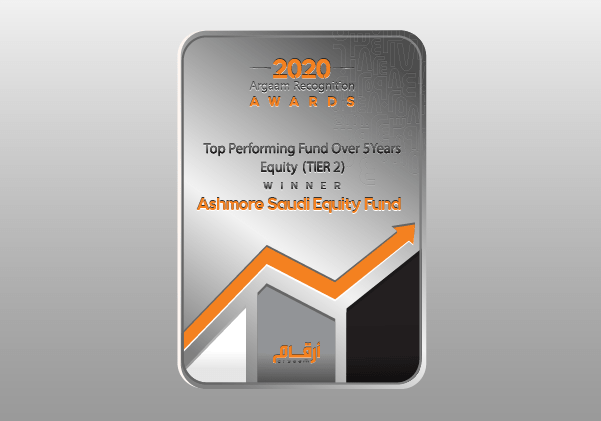 2020
Argaam Recognition
AWARDS
Top Performing Fund Over 5Years
Equity (TIER 2)
WINNER
Ashmore Saudi Equity Fund
أرقام